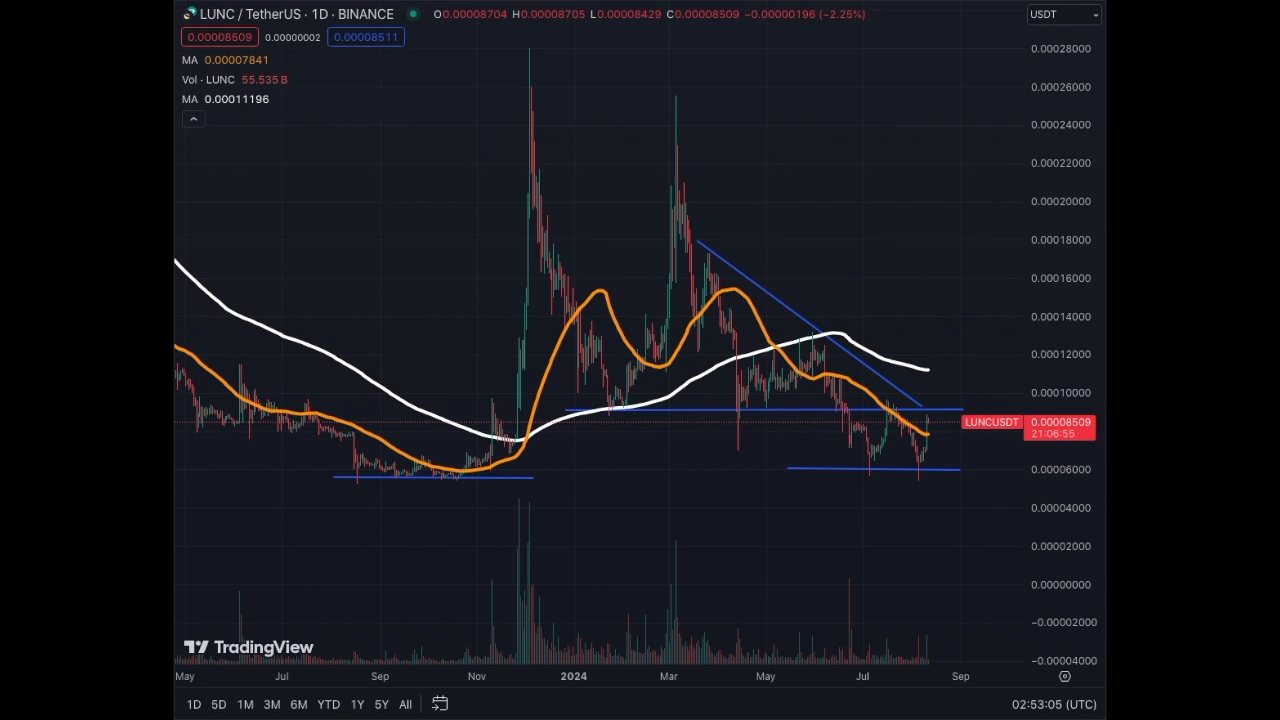 LUNC / TetherUS · 1D · BINANCE O0.00008704 H0.00008705 L0.00008429 C0.00008509 −0.00000196 (−2.25%) USDT
0.00008509 0.00000002 0.00008511
MA 0.00007841
Vol · LUNC 55.535 B
MA 0.00011196
0.00028000
0.00026000
0.00024000
0.00022000
0.00020000
0.00018000
0.00016000
0.00014000
0.00012000
0.00010000
LUNCUSDT 0.00008509
21:06:55
0.00006000
0.00004000
0.00002000
0.00000000
−0.00002000
−0.00004000
TradingView
May Jul Sep Nov 2024 Mar May Jul Sep
1D 5D 1M 3M 6M YTD 1Y 5Y All 02:53:05 (UTC)